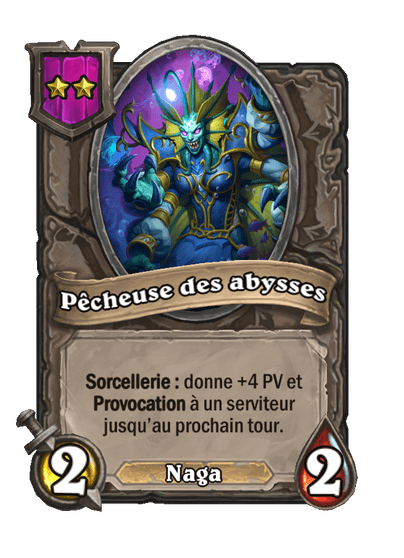 Pêcheuse des abysses
Sorcellerie : donne +4 PV et
Provocation à un serviteur
jusqu'au prochain tour.
2
Naga
2